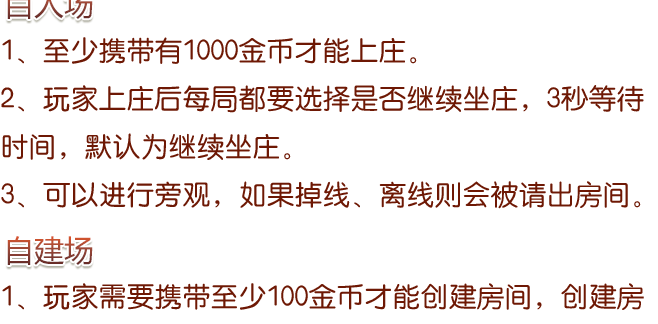 百人场
1、至少携带有1000金币才能上庄。
2、玩家上庄后每局都要选择是否继续坐庄，3秒等待
时间，默认为继续坐庄。
3、可以进行旁观，如果掉线、离线则会被请出房间。
自建场
1、玩家需要携带至少100金币才能创建房间，创建房